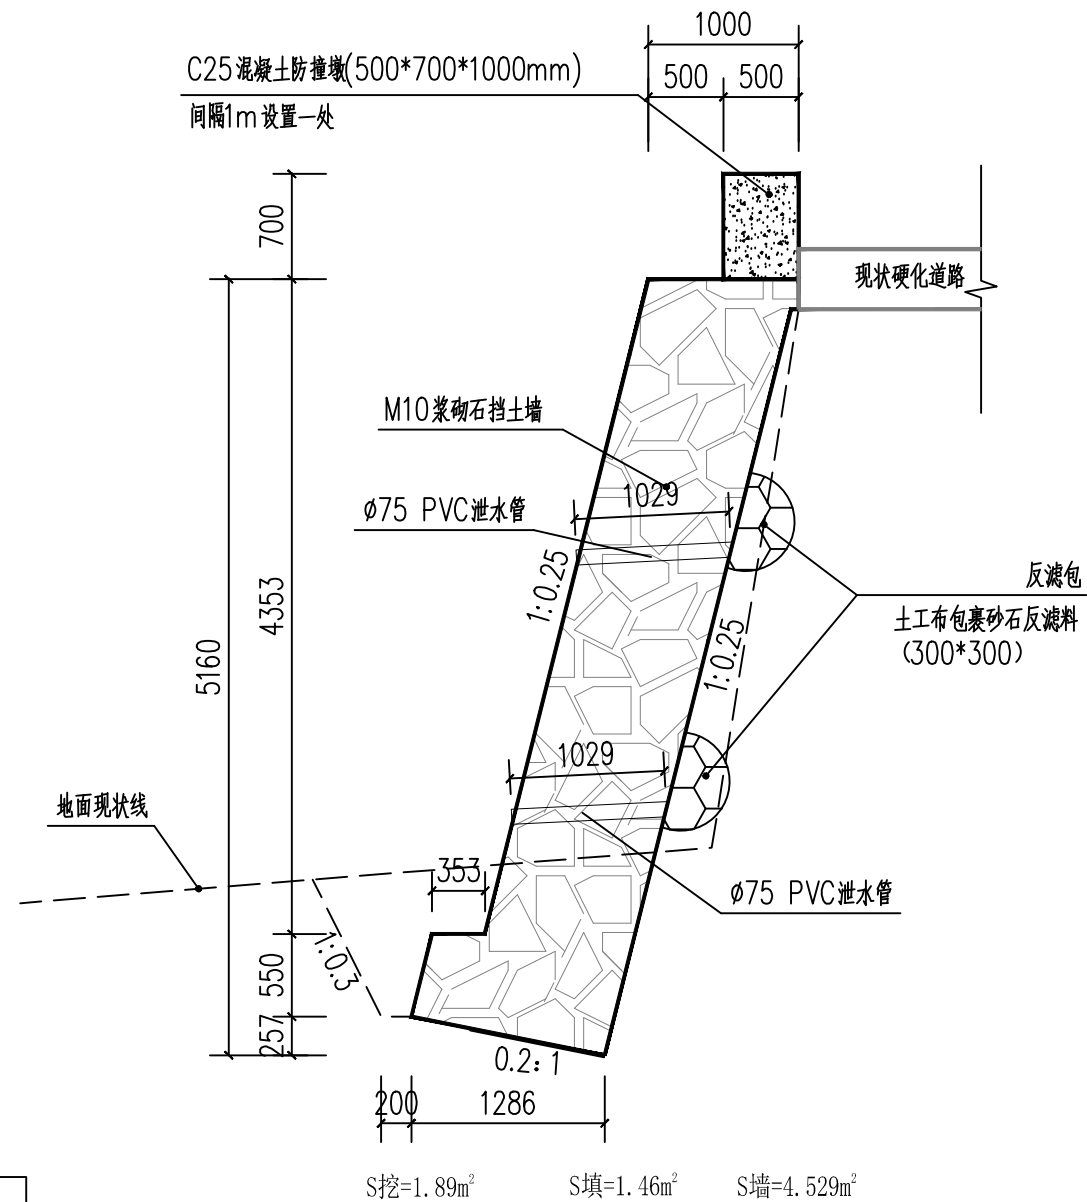 1000
500
500
C25混凝土防撞墩(500*700*1000mm)
间隔1m设置一处
700
现状硬化道路
M10浆砌石挡土墙
1029
ø75 PVC泄水管
1:0.25
反滤包
土工布包裹砂石反滤料
(300*300)
4353
5160
1:0.25
1029
地面现状线
353
ø75 PVC泄水管
1:0.3
550
257
0.2:1
200
1286
S挖=1.89m²
S填=1.46m²
S墙=4.529m²